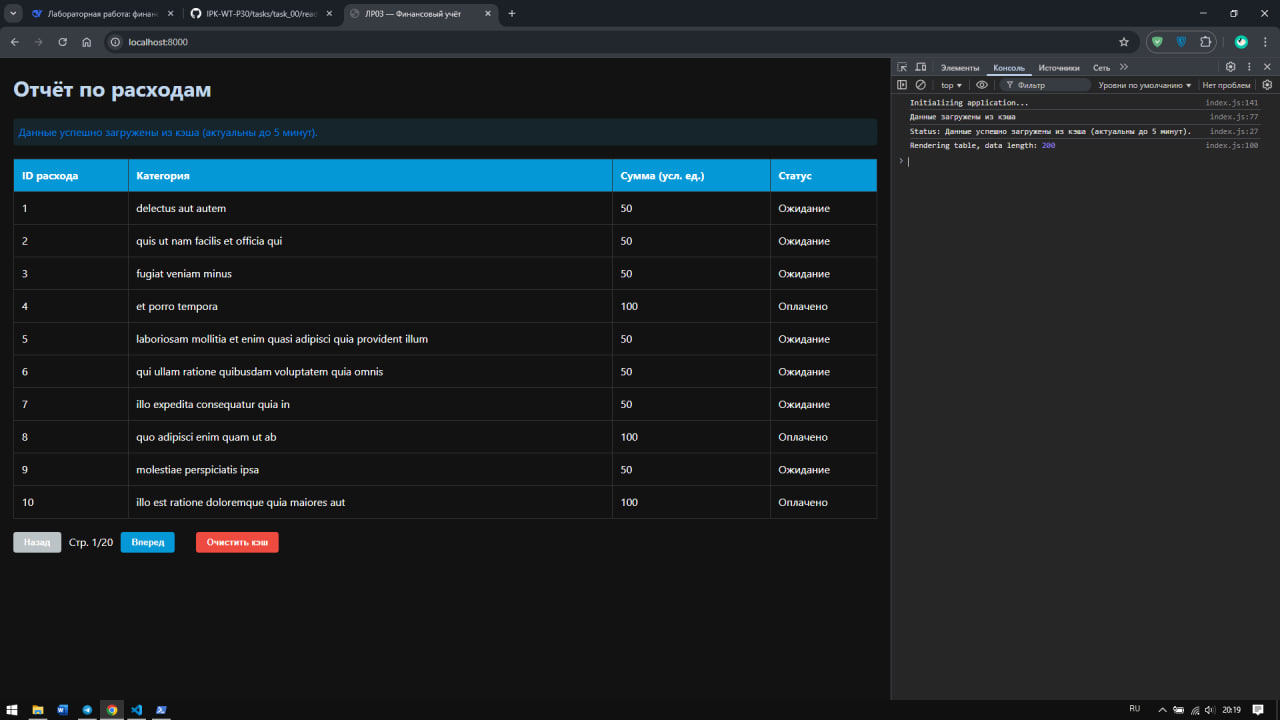 Лабораторная работа: финанс
IPK-WT-P30/tasks/task_00/read
ЛР03 — Финансовый учёт
localhost:8000
Отчёт по расходам
Данные успешно загружены из кэша (актуальны до 5 минут).
ID расхода Категория Сумма (усл. ед.) Статус
1 delectus aut autem 50 Ожидание
2 quis ut nam facilis et officia qui 50 Ожидание
3 fugiat veniam minus 50 Ожидание
4 et porro tempora 100 Оплачено
5 laboriosam mollitia et enim quasi adipisci quia provident illum 50 Ожидание
6 qui ullam ratione quibusdam voluptatem quia omnis 50 Ожидание
7 illo expedita consequatur quia in 50 Ожидание
8 quo adipisci enim quam ut ab 100 Оплачено
9 molestiae perspiciatis ipsa 50 Ожидание
10 illo est ratione doloremque quia maiores aut 100 Оплачено
Назад Стр. 1/20 Вперед Очистить кэш
Элементы Консоль Источники Сеть
top Фильтр Уровни по умолчанию Нет проблем
Initializing application... index.js:141
Данные загружены из кэша index.js:77
Status: Данные успешно загружены из кэша (актуальны до 5 минут). index.js:27
Rendering table, data length: 200 index.js:100
RU 20:19